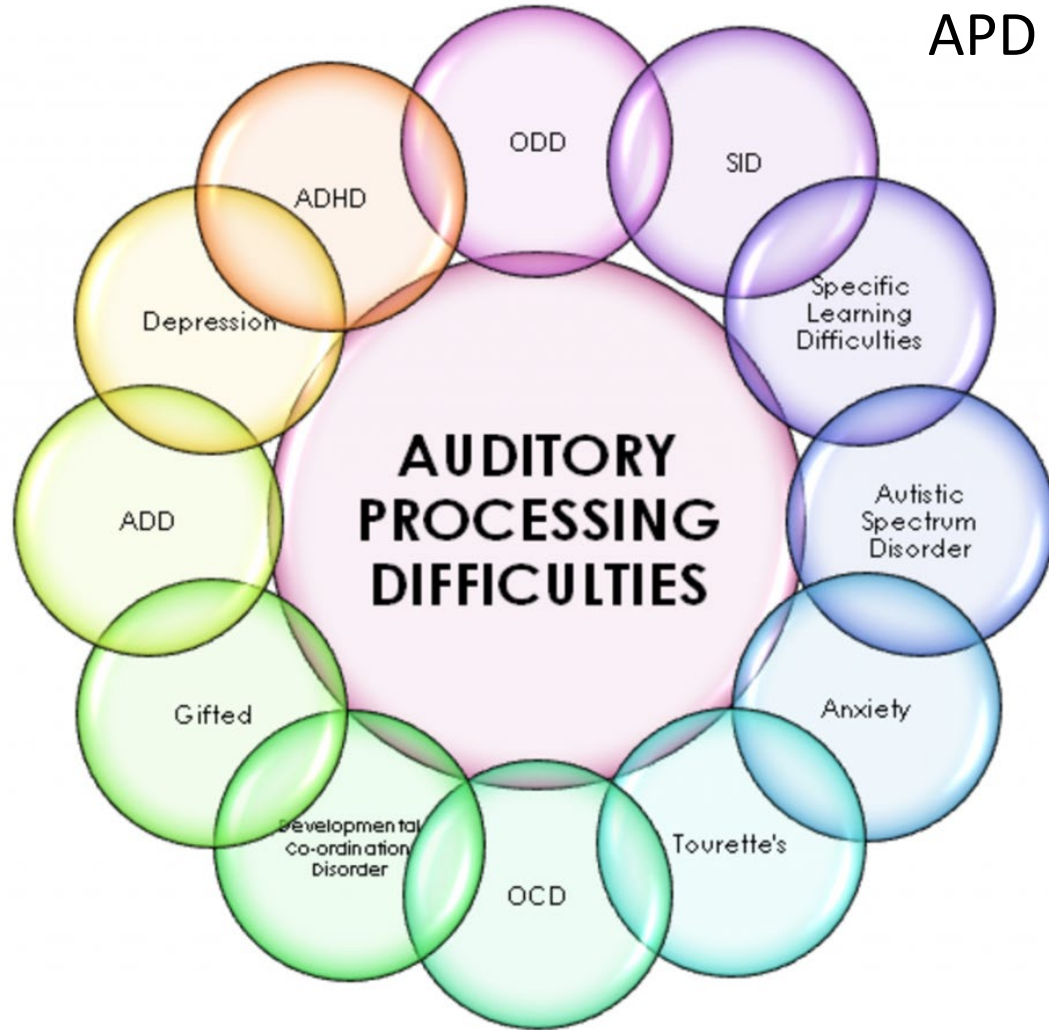 APD
ODD
SID
ADHD
Specific
Learning
Difficulties
Depression
AUDITORY
PROCESSING
DIFFICULTIES
Autistic
Spectrum
Disorder
ADD
Anxiety
Gifted
Developmental
Co-ordination
Disorder
Tourette's
OCD